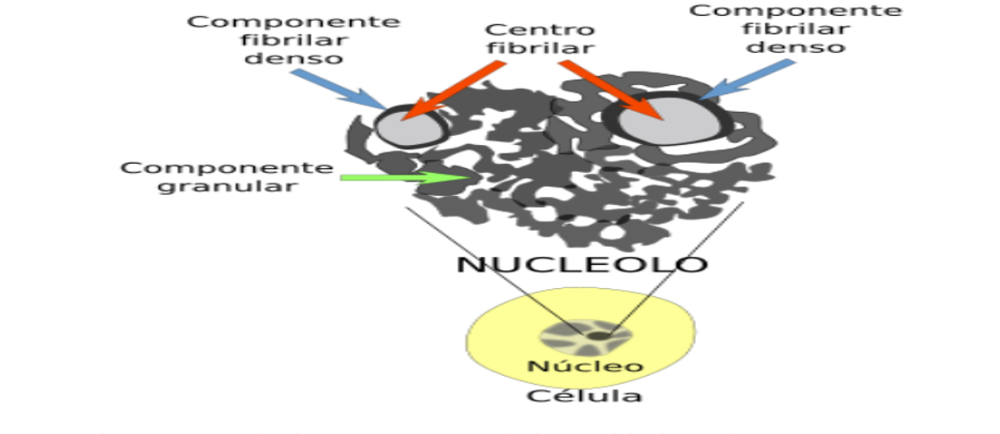 Componente
fibrilar
denso
Centro
fibrilar
Componente
fibrilar
denso
Componente
granular
NUCLEOLO
Núcleo
Célula